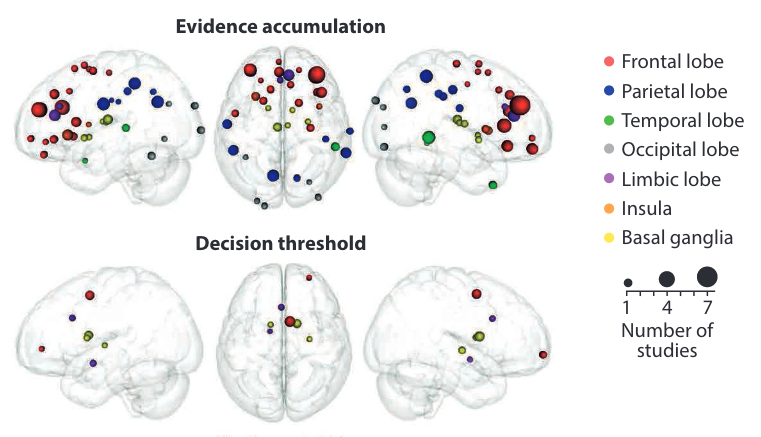 Evidence accumulation
Frontal lobe
Parietal lobe
Temporal lobe
Occipital lobe
Limbic lobe
Insula
Basal ganglia
Decision threshold
1 4 7
Number of
studies